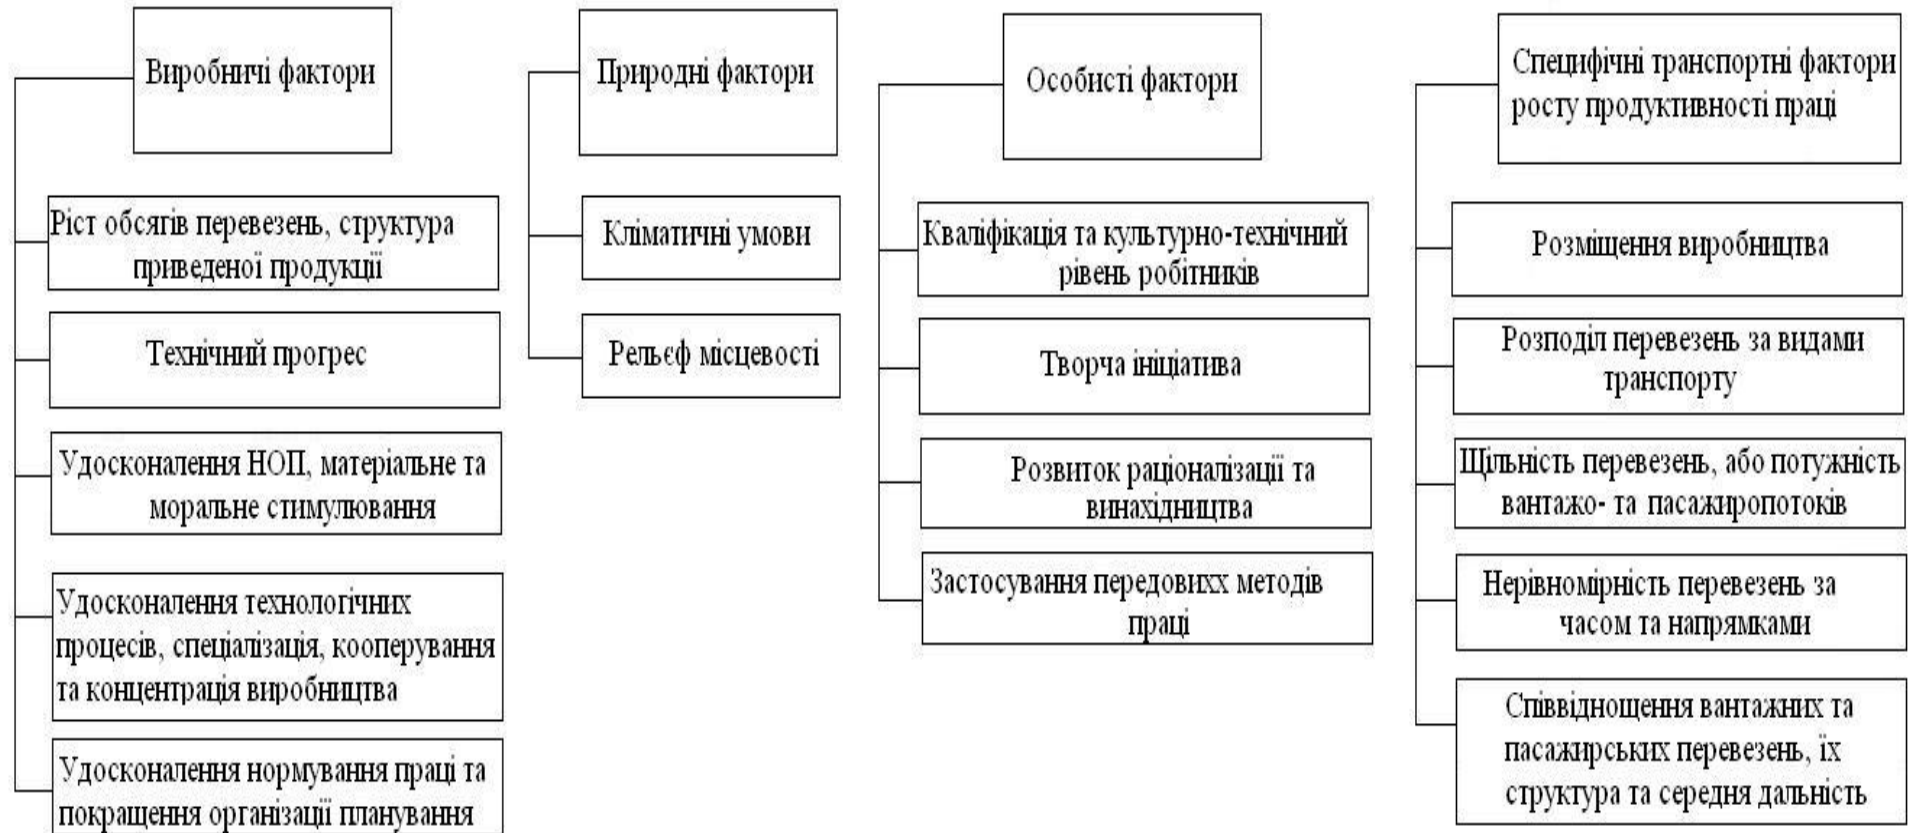 Виробничі фактори
Ріст обсягів перевезень, структура
приведеної продукції
Технічний прогрес
Удосконалення НОП, матеріальне та
моральне стимулювання
Удосконалення технологічних
процесів, спеціалізація, кооперування
та концентрація виробництва
Удосконалення нормування праці та
покращення організації планування
Природні фактори
Кліматичні умови
Рельєф місцевості
Особисті фактори
Кваліфікація та культурно-технічний
рівень робітників
Творча ініціатива
Розвиток раціоналізації та
винахідництва
Застосування передовихх методів
праці
Специфічні транспортні фактори
росту продуктивності праці
Розміщення виробництва
Розподіл перевезень за видами
транспорту
Щільність перевезень, або потужність
вантажо- та пасажиропотоків
Нерівномірність перевезень за
часом та напрямками
Співвіднощення вантажних та
пасажирських перевезень, їх
структура та середня дальність